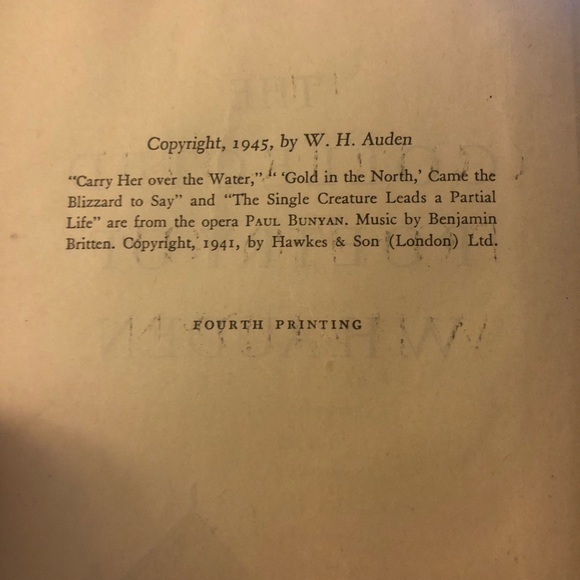 Copyright, 1945, by W. H. Auden
“Carry Her over the Water,” “ ‘Gold in the North,’ Came the
Blizzard to Say” and “The Single Creature Leads a Partial
Life” are from the opera PAUL BUNYAN. Music by Benjamin
Britten. Copyright, 1941, by Hawkes & Son (London) Ltd.
FOURTH PRINTING